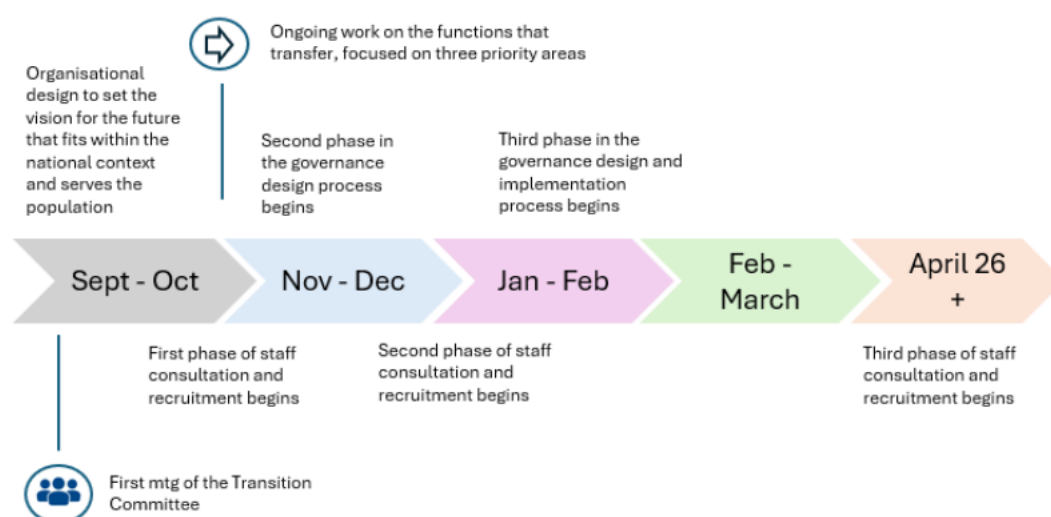 Ongoing work on the functions that
transfer, focused on three priority areas
Organisational
design to set the
vision for the future
that fits within the
national context
and serves the
population
Second phase in
the governance
design process
begins
Third phase in the
governance design and
implementation
process begins
Sept - Oct
Nov - Dec
Jan - Feb
Feb -
March
April 26
+
First phase of staff
consultation and
recruitment begins
Second phase of staff
consultation and
recruitment begins
Third phase of staff
consultation and
recruitment begins
First mtg of the Transition
Committee